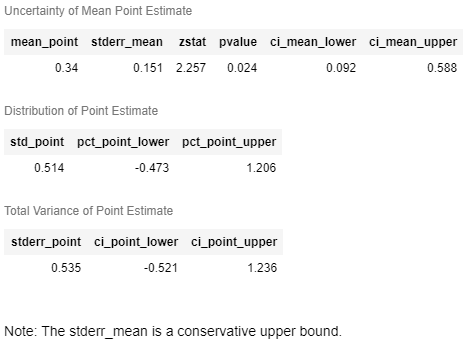 Uncertainty of Mean Point Estimate
mean_point stderr_mean zstat pvalue ci_mean_lower ci_mean_upper
0.34 0.151 2.257 0.024 0.092 0.588
Distribution of Point Estimate
std_point pct_point_lower pct_point_upper
0.514 -0.473 1.206
Total Variance of Point Estimate
stderr_point ci_point_lower ci_point_upper
0.535 -0.521 1.236
Note: The stderr_mean is a conservative upper bound.